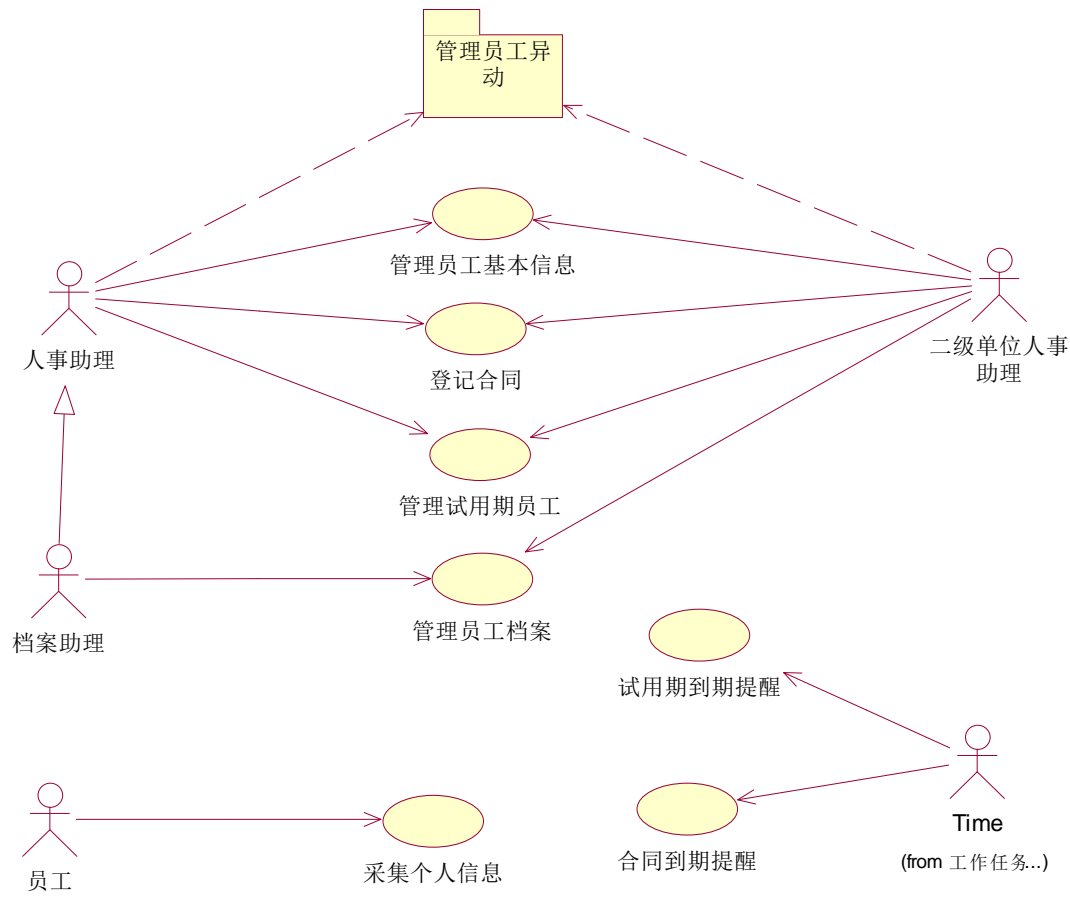 管理员工异
动
管理员工基本信息
人事助理
二级单位人事
助理
登记合同
管理试用期员工
档案助理
管理员工档案
试用期到期提醒
Time
(from 工作任务...)
合同到期提醒
采集个人信息
员工